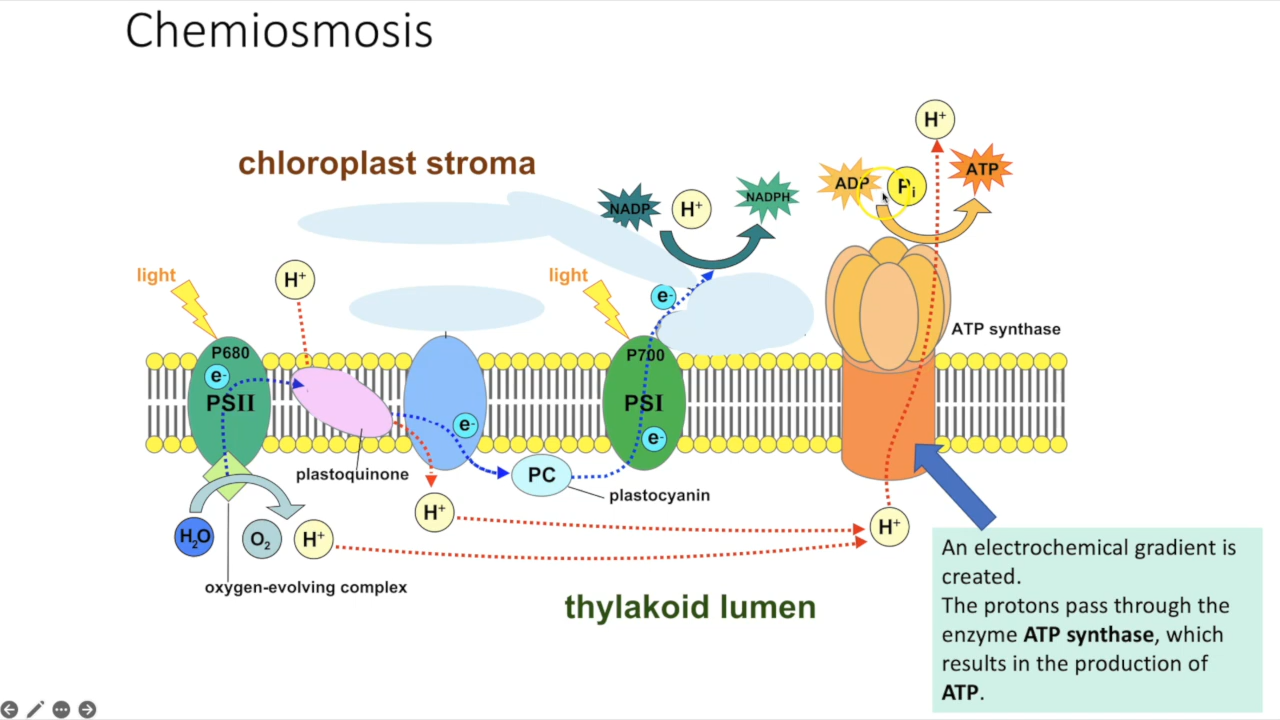 Chemiosmosis
chloroplast stroma
H⁺
ADP
Pᵢ
ATP
NADP
H⁺
NADPH
light
H⁺
light
e⁻
ATP synthase
P680
e⁻
PSII
P700
PSI
e⁻
e⁻
plastoquinone
PC
plastocyanin
H⁺
H⁺
H₂O
O₂
H⁺
oxygen-evolving complex
thylakoid lumen
An electrochemical gradient is
created.
The protons pass through the
enzyme ATP synthase, which
results in the production of
ATP.